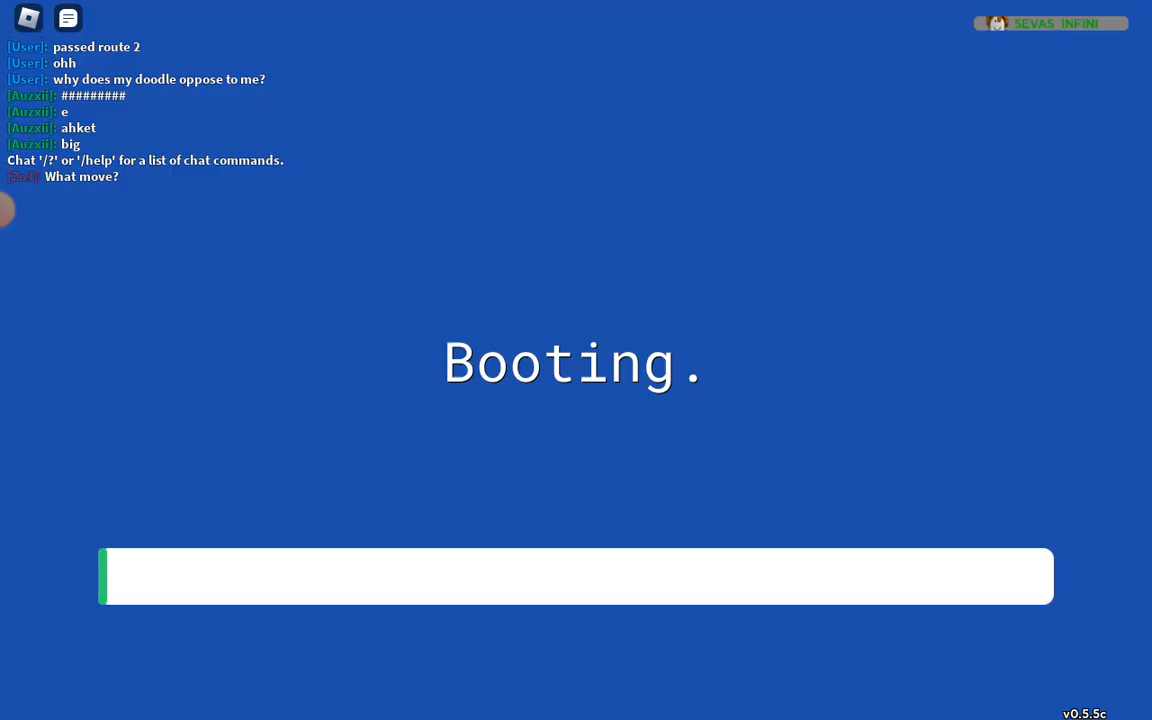 SEVAS_INFINI
[User]: passed route 2
[User]: ohh
[User]: why does my doodle oppose to me?
[Auzxii]: #########
[Auzxii]: e
[Auzxii]: ahket
[Auzxii]: big
Chat '/?' or '/help' for a list of chat commands.
What move?
Booting.
v0.5.5c